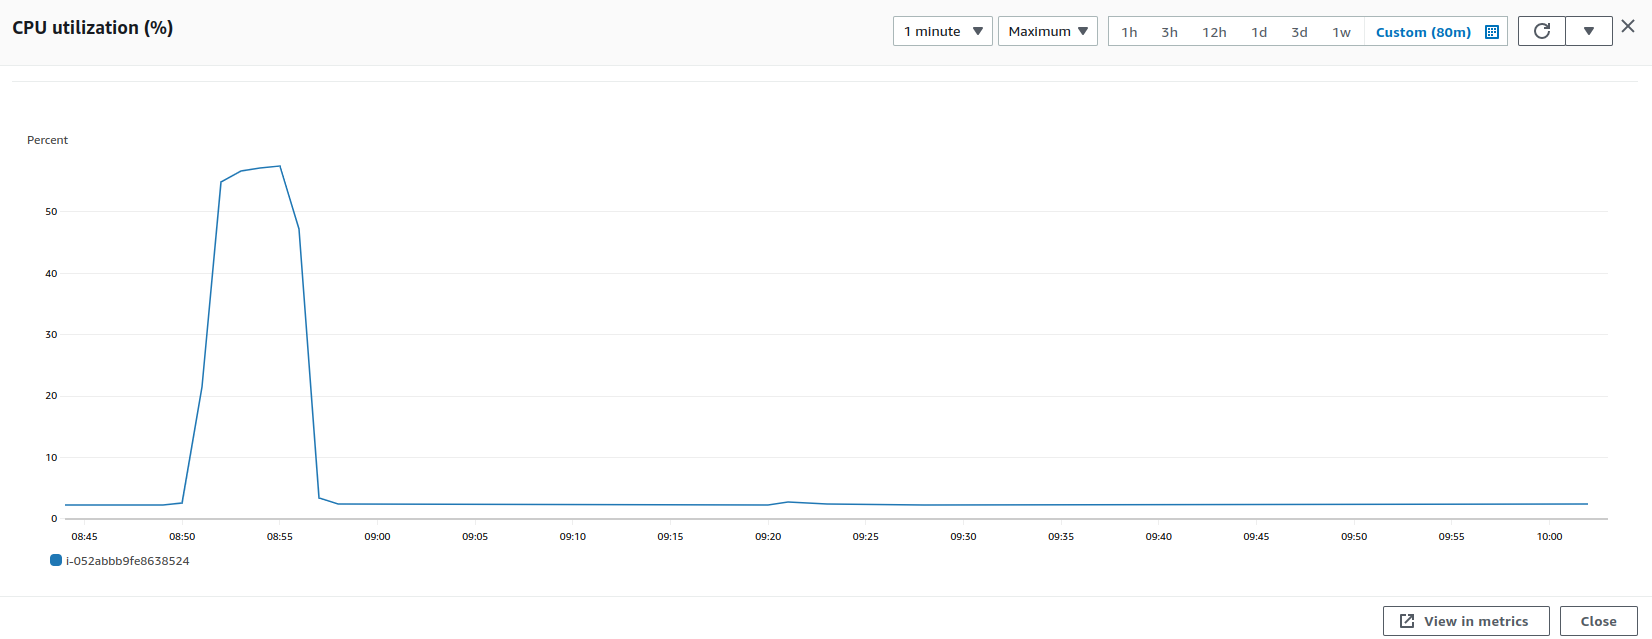 CPU utilization (%)
1 minute Maximum 1h 3h 12h 1d 3d 1w Custom (80m)
Percent
50
40
30
20
10
0
08:45 08:50 08:55 09:00 09:05 09:10 09:15 09:20 09:25 09:30 09:35 09:40 09:45 09:50 09:55 10:00
i-052abbb9fe8638524
View in metrics Close